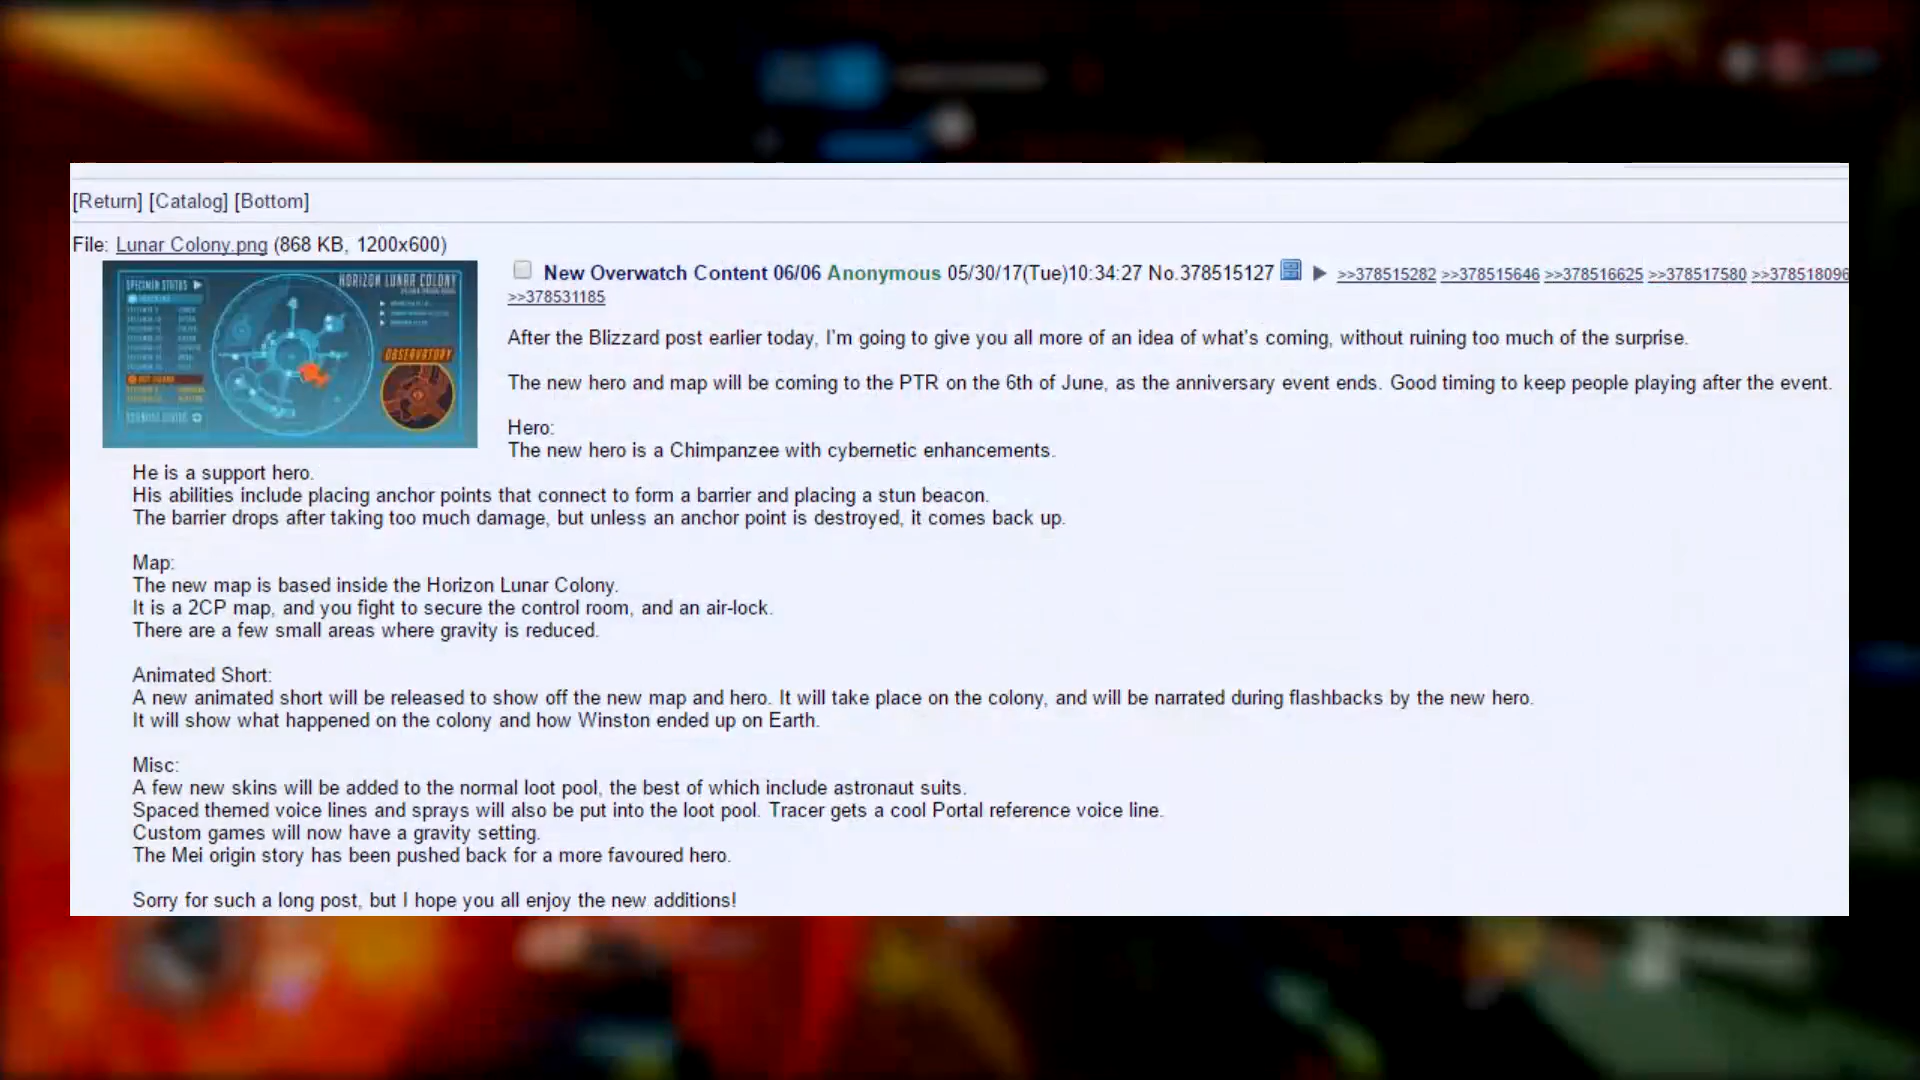 [Return] [Catalog] [Bottom]
File: Lunar Colony.png (868 KB, 1200x600)
SPECIMEN STATUS
HORIZON LUNAR COLONY
OBSERVATORY
New Overwatch Content 06/06 Anonymous 05/30/17(Tue)10:34:27 No.378515127 >>378515282 >>378515646 >>378516625 >>378517580 >>378518096
>>378531185
After the Blizzard post earlier today, I'm going to give you all more of an idea of what's coming, without ruining too much of the surprise.
The new hero and map will be coming to the PTR on the 6th of June, as the anniversary event ends. Good timing to keep people playing after the event.
Hero:
The new hero is a Chimpanzee with cybernetic enhancements.
He is a support hero.
His abilities include placing anchor points that connect to form a barrier and placing a stun beacon.
The barrier drops after taking too much damage, but unless an anchor point is destroyed, it comes back up.
Map:
The new map is based inside the Horizon Lunar Colony.
It is a 2CP map, and you fight to secure the control room, and an air-lock.
There are a few small areas where gravity is reduced.
Animated Short:
A new animated short will be released to show off the new map and hero. It will take place on the colony, and will be narrated during flashbacks by the new hero.
It will show what happened on the colony and how Winston ended up on Earth.
Misc:
A few new skins will be added to the normal loot pool, the best of which include astronaut suits.
Spaced themed voice lines and sprays will also be put into the loot pool. Tracer gets a cool Portal reference voice line.
Custom games will now have a gravity setting.
The Mei origin story has been pushed back for a more favoured hero.
Sorry for such a long post, but I hope you all enjoy the new additions!